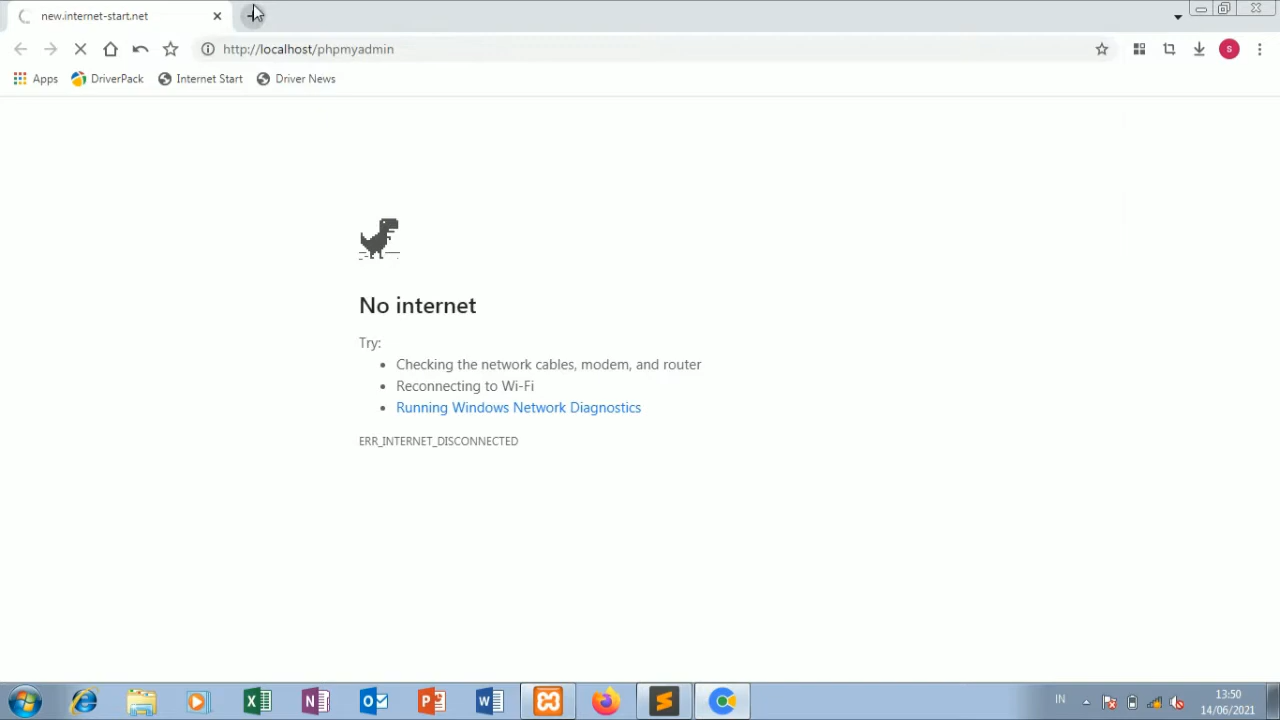 new.internet-start.net
http://localhost/phpmyadmin
s
Apps
DriverPack
Internet Start
Driver News
No internet
Try:
• Checking the network cables, modem, and router
• Reconnecting to Wi-Fi
• Running Windows Network Diagnostics
ERR_INTERNET_DISCONNECTED
IN
13:50
14/06/2021